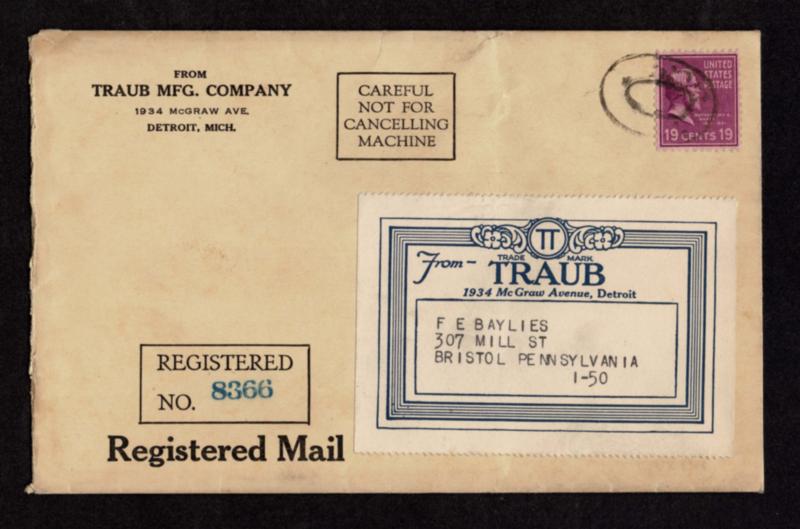 FROM
TRAUB MFG. COMPANY
1934 McGRAW AVE.
DETROIT, MICH.
CAREFUL
NOT FOR
CANCELLING
MACHINE
UNITED
STATES
POSTAGE
19 CENTS 19
TT
TRADE MARK
From- TRAUB
1934 McGraw Avenue, Detroit
F E BAYLIES
307 MILL ST
BRISTOL PENNSYLVANIA
1-50
REGISTERED
NO. 8366
Registered Mail